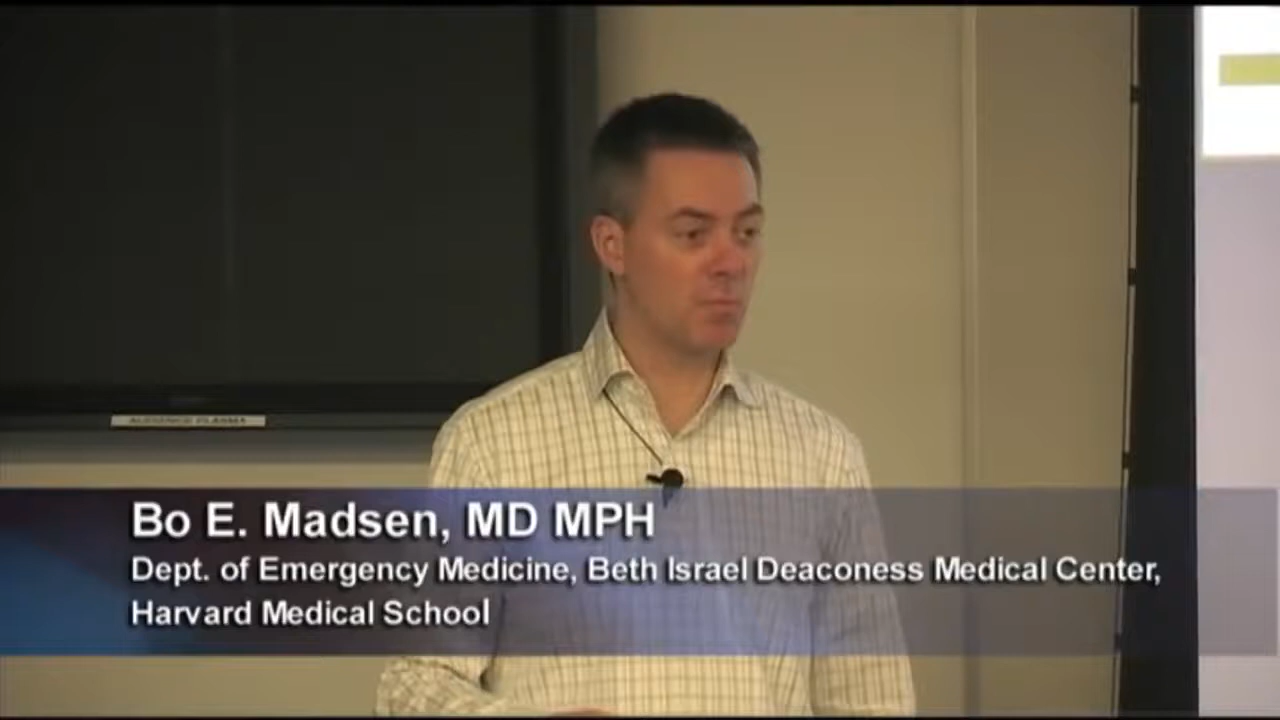 Bo E. Madsen, MD MPH
Dept. of Emergency Medicine, Beth Israel Deaconess Medical Center,
Harvard Medical School